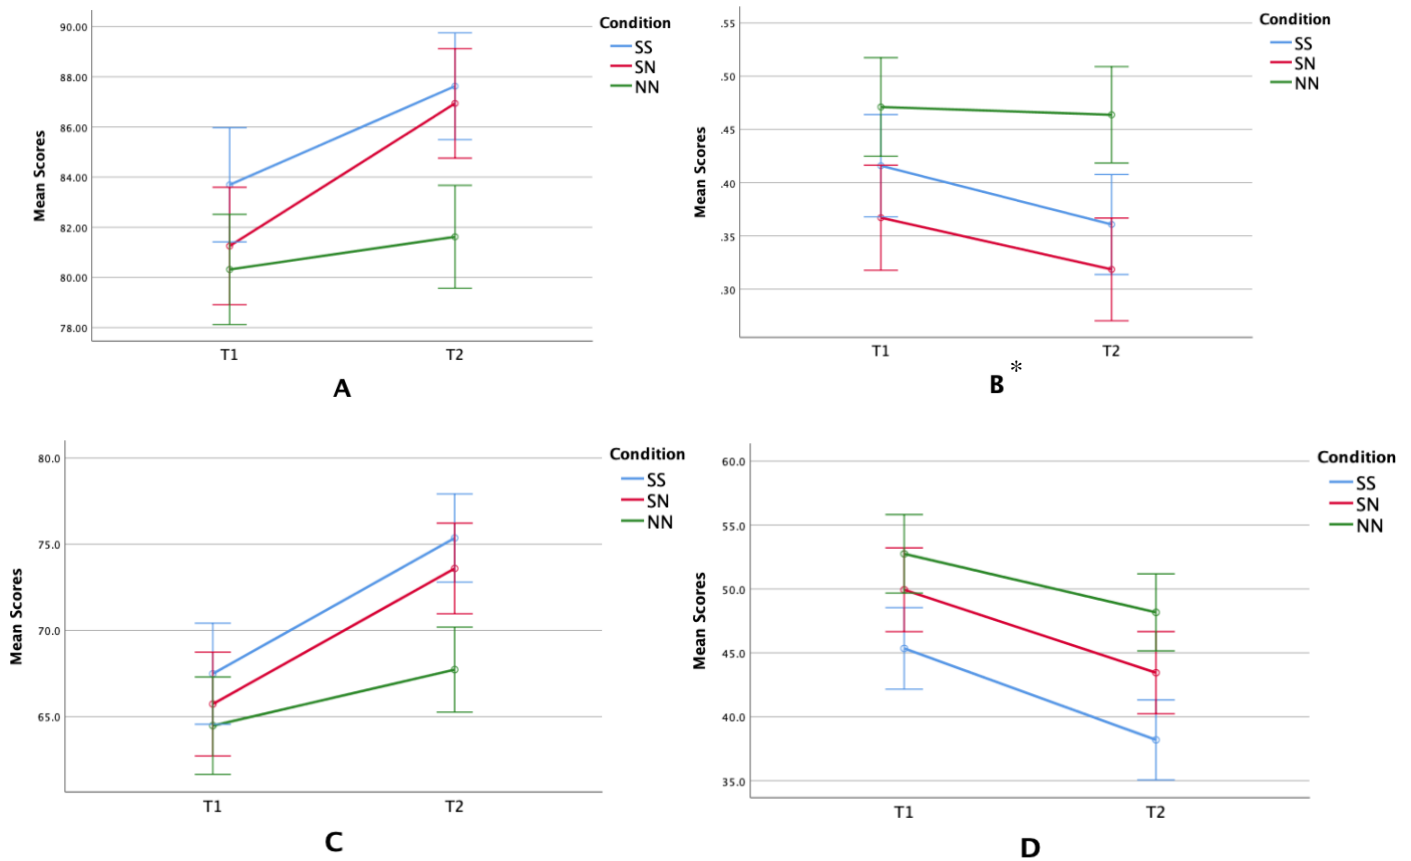 90.00
88.00
86.00
84.00
82.00
80.00
78.00
Mean Scores
T1
T2
Condition
SS
SN
NN
A
.55
.50
.45
.40
.35
.30
Mean Scores
T1
T2
Condition
SS
SN
NN
B *
80.0
75.0
70.0
65.0
Mean Scores
T1
T2
Condition
SS
SN
NN
C
60.0
55.0
50.0
45.0
40.0
35.0
Mean Scores
T1
T2
Condition
SS
SN
NN
D